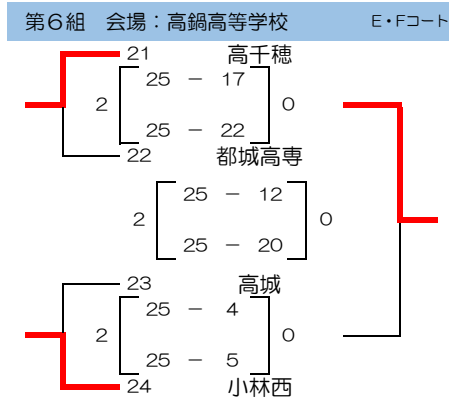 第6組 会場：高鍋高等学校 E・Fコート
21 高千穂
25 － 17
2 0
25 － 22
22 都城高専
25 － 12
2 0
25 － 20
23 高城
25 － 4
2 0
25 － 5
24 小林西